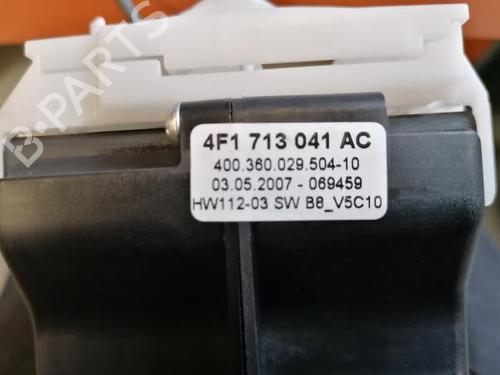 4F1 713 041 AC
400.360.029.504-10
03.05.2007 - 069459
HW112-03 SW B8_V5C10
B-PARTS